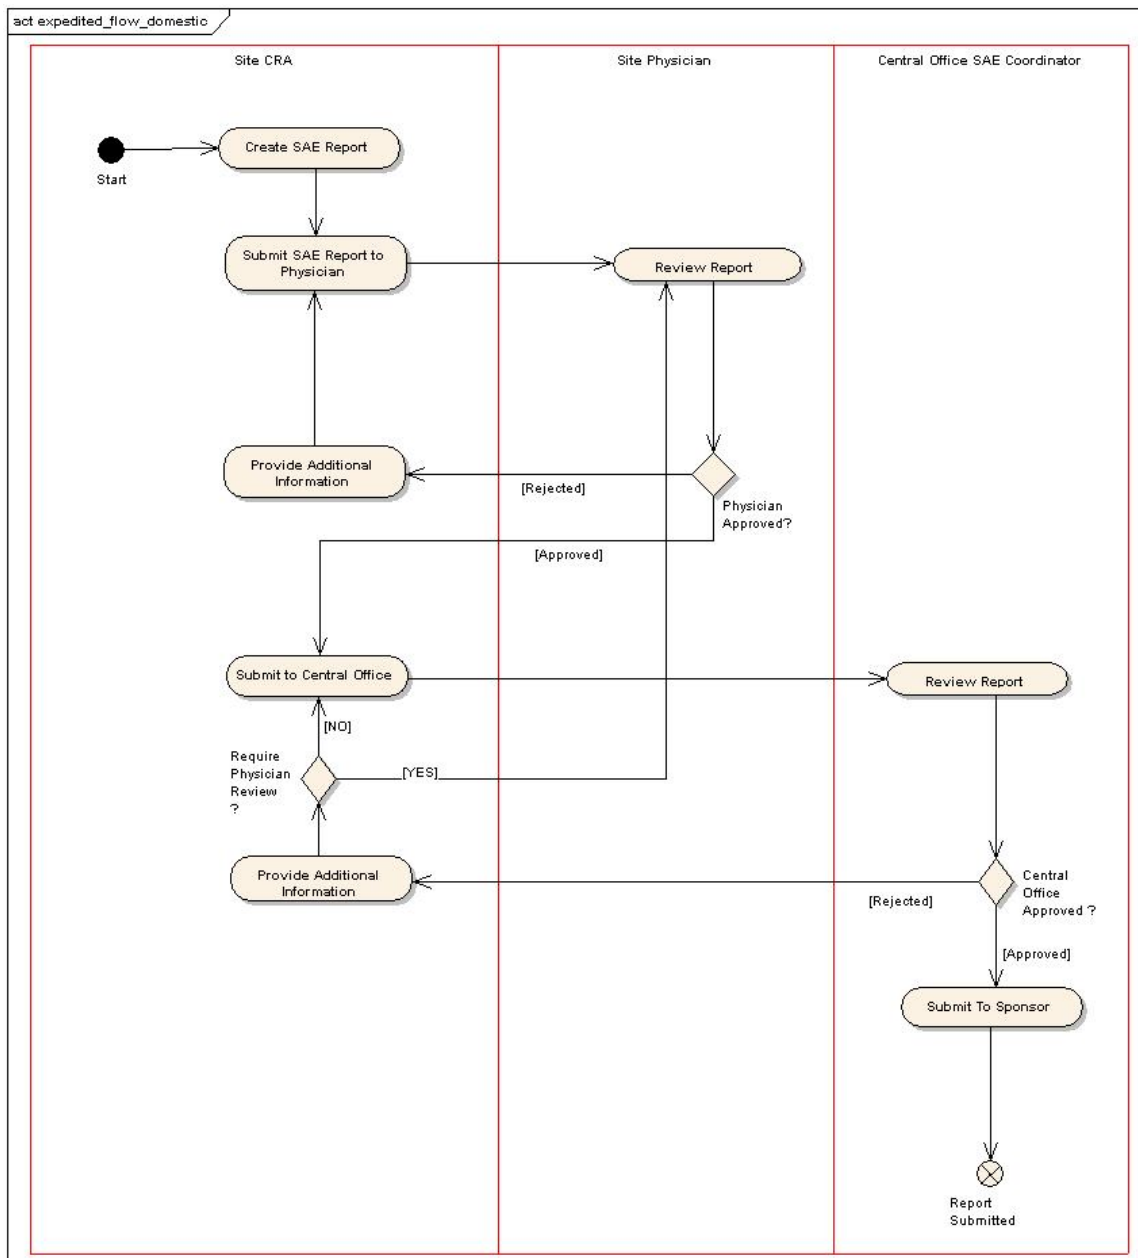 act expedited_flow_domestic
Site CRA
Site Physician
Central Office SAE Coordinator
Create SAE Report
Start
Submit SAE Report to
Physician
Review Report
Provide Additional
Information
[Rejected]
Physician
Approved?
[Approved]
Submit to Central Office
Review Report
[NO]
Require
Physician
Review
?
[YES]
Provide Additional
Information
[Rejected]
Central
Office
Approved ?
[Approved]
Submit To Sponsor
Report
Submitted